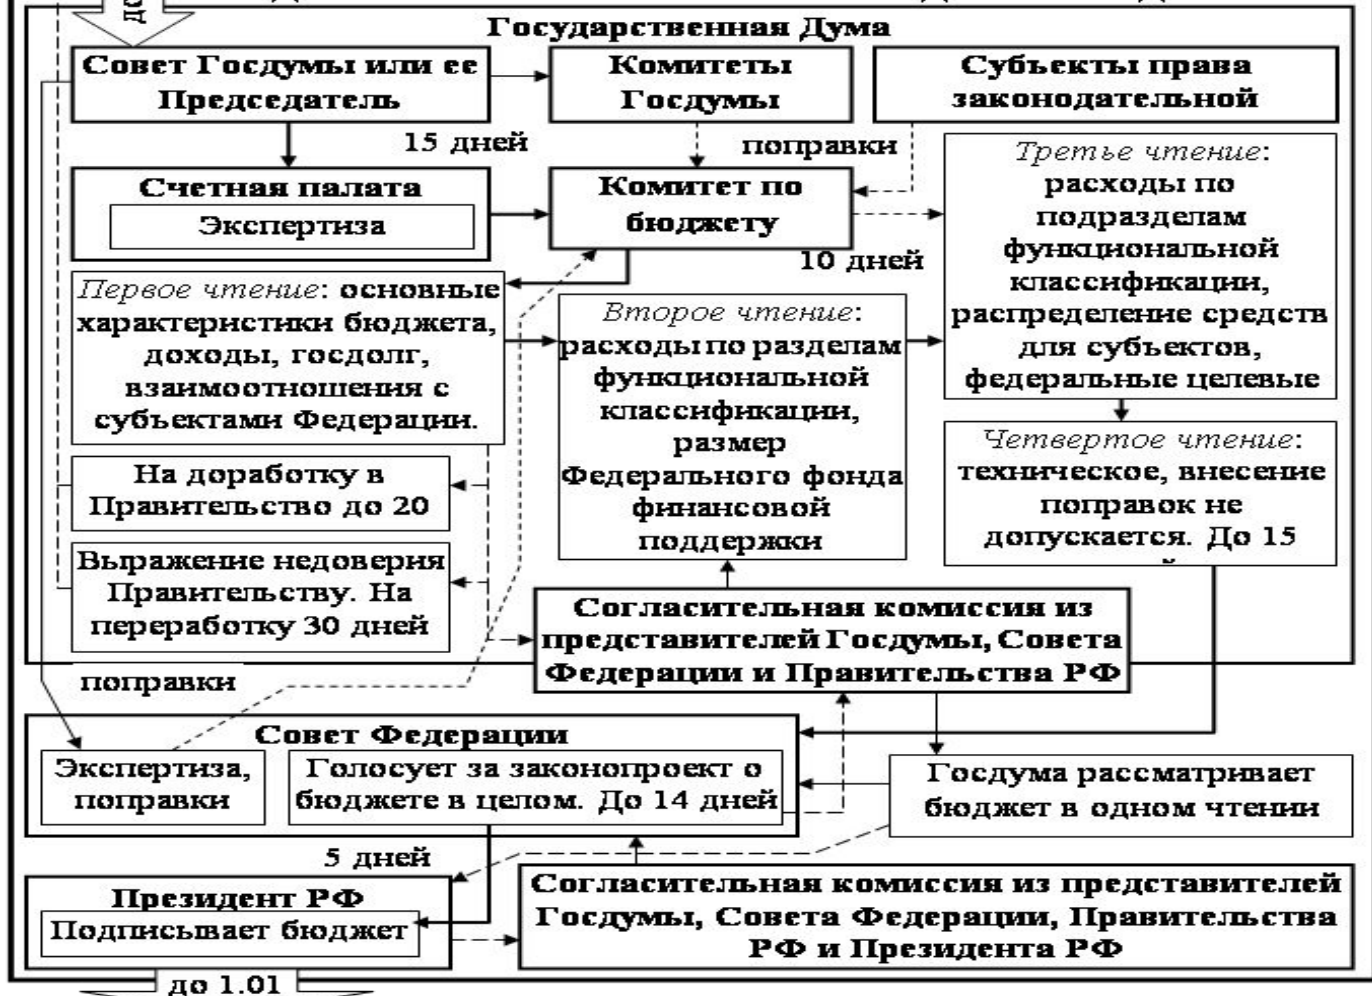 до
Государственная Дума
Совет Госдумы или ее
Председатель
Комитеты
Госдумы
Субъекты права
законодательной
15 дней
поправки
Счетная палата
Экспертиза
Комитет по
бюджету
10 дней
Третье чтение:
расходы по
подразделам
функциональной
классификации,
распределение средств
для субъектов,
федеральные целевые
Первое чтение: основные
характеристики бюджета,
доходы, госдолг,
взаимоотношения с
субъектами Федерации.
Второе чтение:
расходы по разделам
функциональной
классификации,
размер
Федерального фонда
финансовой
поддержки
Четвертое чтение:
техническое, внесение
поправок не
допускается. До 15
На доработку в
Правительство до 20
Выражение недоверия
Правительству. На
переработку 30 дней
Согласительная комиссия из
представителей Госдумы, Совета
Федерации и Правительства РФ
поправки
Совет Федерации
Экспертиза,
поправки
Голосует за законопроект о
бюджете в целом. До 14 дней
Госдума рассматривает
бюджет в одном чтении
5 дней
Президент РФ
Подписывает бюджет
Согласительная комиссия из представителей
Госдумы, Совета Федерации, Правительства
РФ и Президента РФ
до 1.01